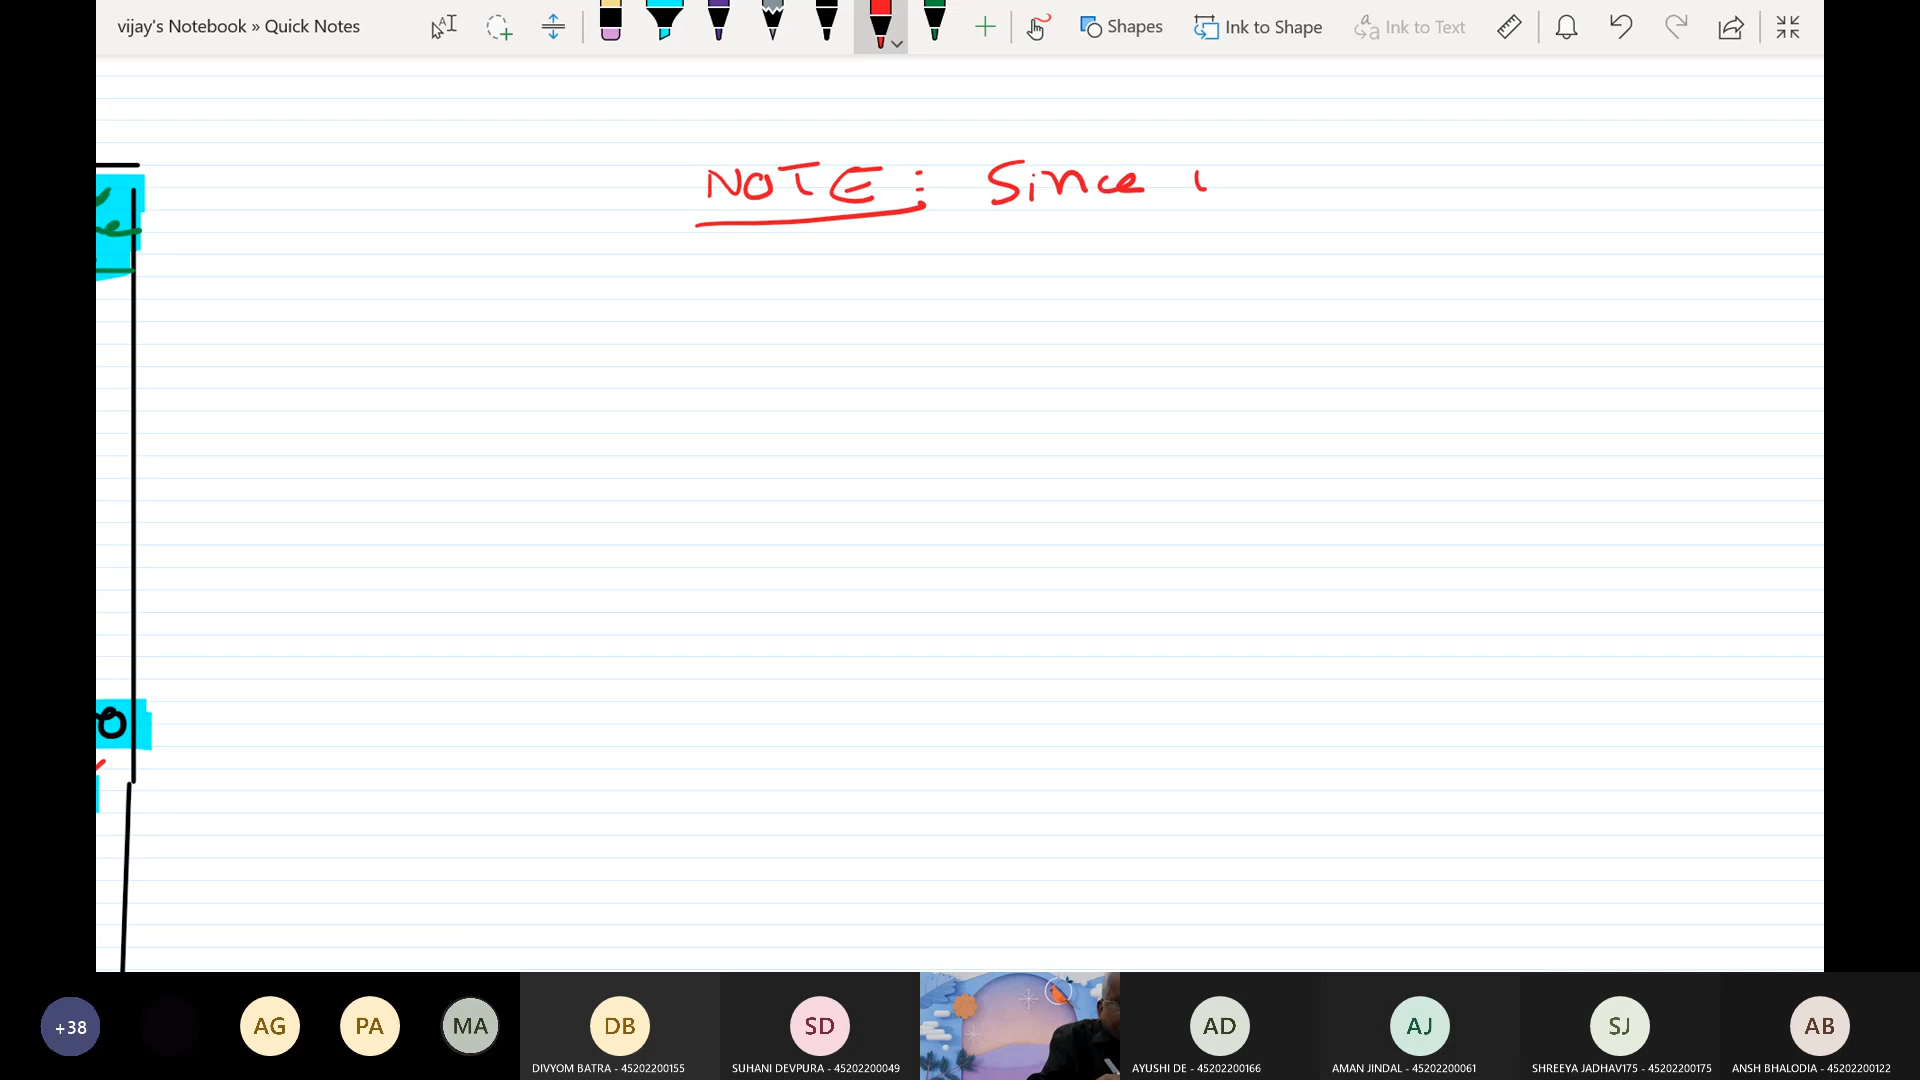 vijay's Notebook » Quick Notes
Shapes
Ink to Shape
Ink to Text
NOTE : Since
e
0
+38
AG
PA
MA
DB
SD
AD
AJ
SJ
AB
DIVYOM BATRA - 45202200155
SUHANI DEVPURA - 45202200049
AYUSHI DE - 45202200166
AMAN JINDAL - 45202200061
SHREEYA JADHAV175 - 45202200175
ANSH BHALODIA - 45202200122